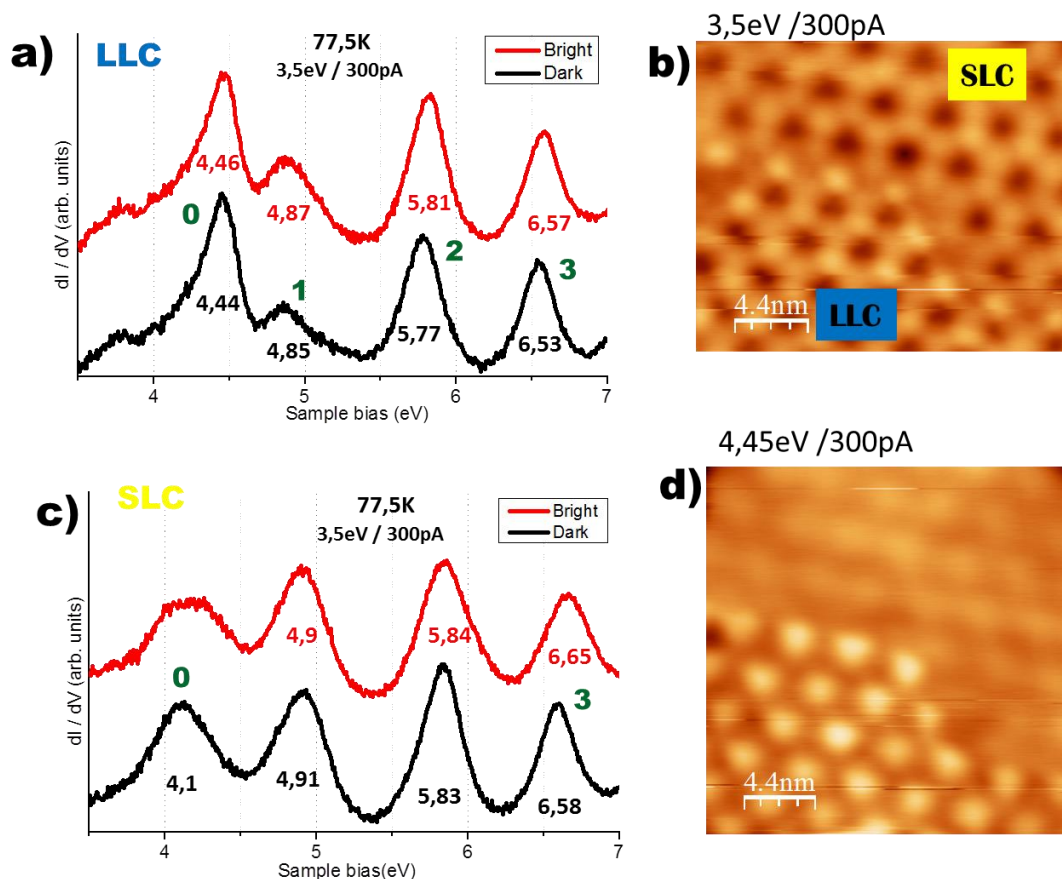 a)
LLC
77,5K
3,5eV / 300pA
Bright
Dark
4,46
4,87
5,81
6,57
0
1
2
3
4,44
4,85
5,77
6,53
dI / dV (arb. units)
4
5
6
7
Sample bias (eV)
3,5eV /300pA
b)
SLC
4.4nm
LLC
c)
SLC
77,5K
3,5eV / 300pA
Bright
Dark
4,9
5,84
6,65
0
3
4,1
4,91
5,83
6,58
dI / dV (arb. units)
4
5
6
7
Sample bias(eV)
4,45eV /300pA
d)
4.4nm